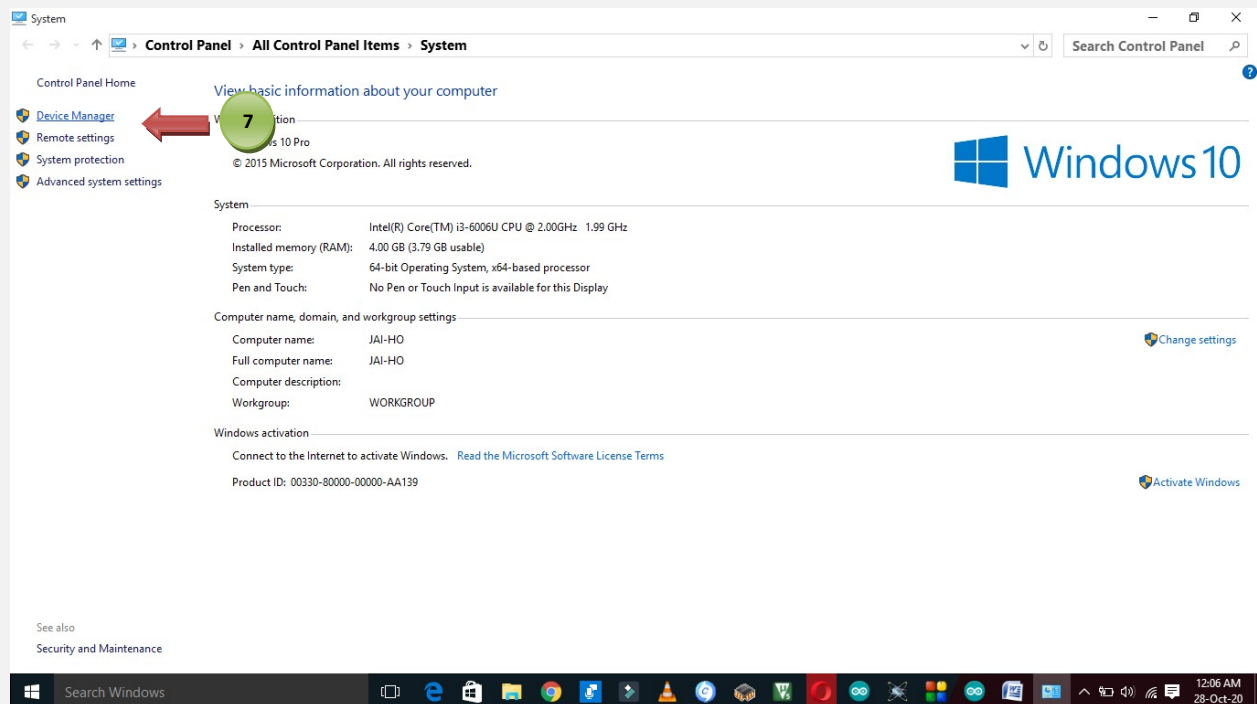 System
Control Panel › All Control Panel Items › System
Search Control Panel
Control Panel Home
Device Manager
Remote settings
System protection
Advanced system settings
7
View basic information about your computer
10 Pro
© 2015 Microsoft Corporation. All rights reserved.
Windows 10
System
Processor: Intel(R) Core(TM) i3-6006U CPU @ 2.00GHz 1.99 GHz
Installed memory (RAM): 4.00 GB (3.79 GB usable)
System type: 64-bit Operating System, x64-based processor
Pen and Touch: No Pen or Touch Input is available for this Display
Computer name, domain, and workgroup settings
Computer name: JAI-HO
Change settings
Full computer name: JAI-HO
Computer description:
Workgroup: WORKGROUP
Windows activation
Connect to the Internet to activate Windows. Read the Microsoft Software License Terms
Product ID: 00330-80000-00000-AA139
Activate Windows
See also
Security and Maintenance
Search Windows
12:06 AM
28-Oct-20